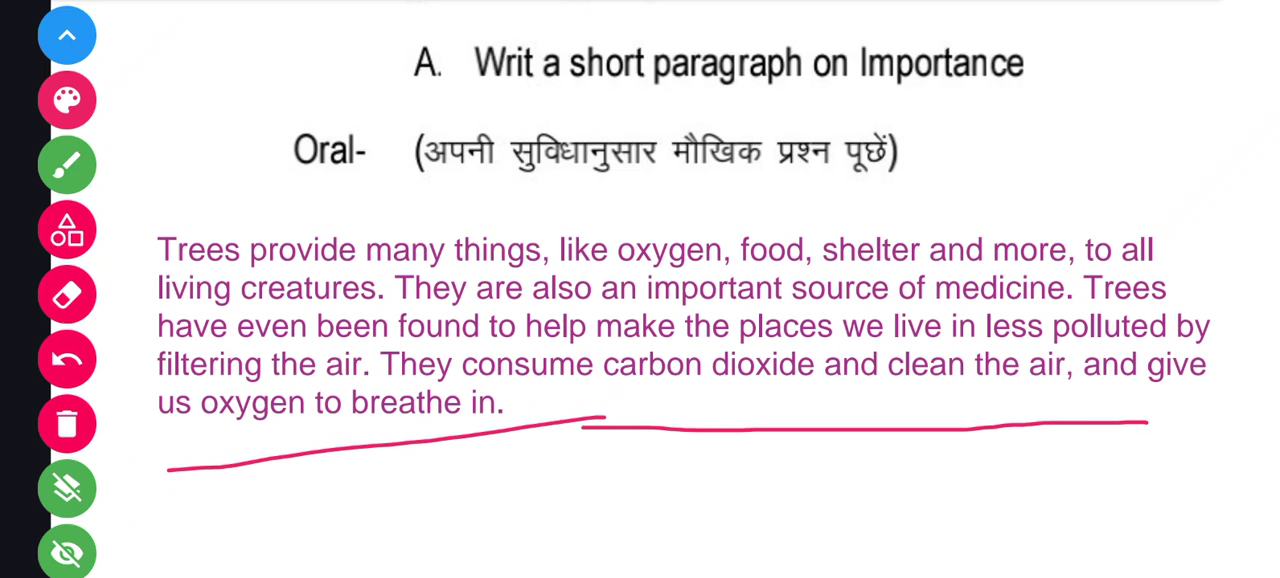 A. Writ a short paragraph on Importance
Oral- (अपनी सुविधानुसार मौखिक प्रश्न पूछें)
Trees provide many things, like oxygen, food, shelter and more, to all
living creatures. They are also an important source of medicine. Trees
have even been found to help make the places we live in less polluted by
filtering the air. They consume carbon dioxide and clean the air, and give
us oxygen to breathe in.